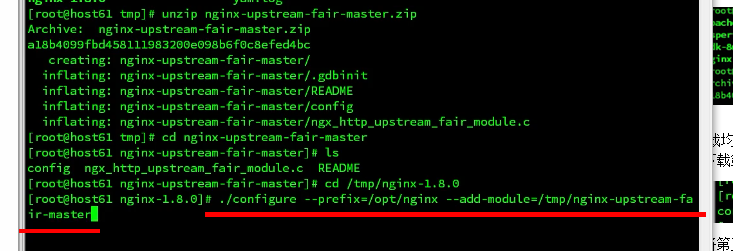 [root@host61 tmp]# unzip nginx-upstream-fair-master.zip
Archive:  nginx-upstream-fair-master.zip
a18b4099fbd458111983200e098b6f0c8efed4bc
   creating: nginx-upstream-fair-master/
  inflating: nginx-upstream-fair-master/.gdbinit
  inflating: nginx-upstream-fair-master/README
  inflating: nginx-upstream-fair-master/config
  inflating: nginx-upstream-fair-master/ngx_http_upstream_fair_module.c
[root@host61 tmp]# cd nginx-upstream-fair-master
[root@host61 nginx-upstream-fair-master]# ls
config  ngx_http_upstream_fair_module.c  README
[root@host61 nginx-upstream-fair-master]# cd /tmp/nginx-1.8.0
[root@host61 nginx-1.8.0]# ./configure --prefix=/opt/nginx --add-module=/tmp/nginx-upstream-fa
ir-master